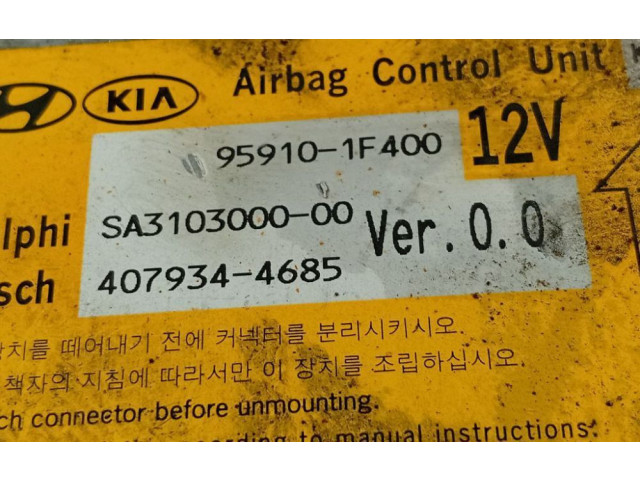 KIA Airbag Control Unit
95910-1F400 12V
lphi SA3103000-00 Ver.0.0
sch 407934-4685
장치를 떼어내기 전에 커넥터를 분리시키시오.
책자의 지침에 따라서만 이 장치를 조립하십시오.
ch connector before unmounting.
according to manual instructions.